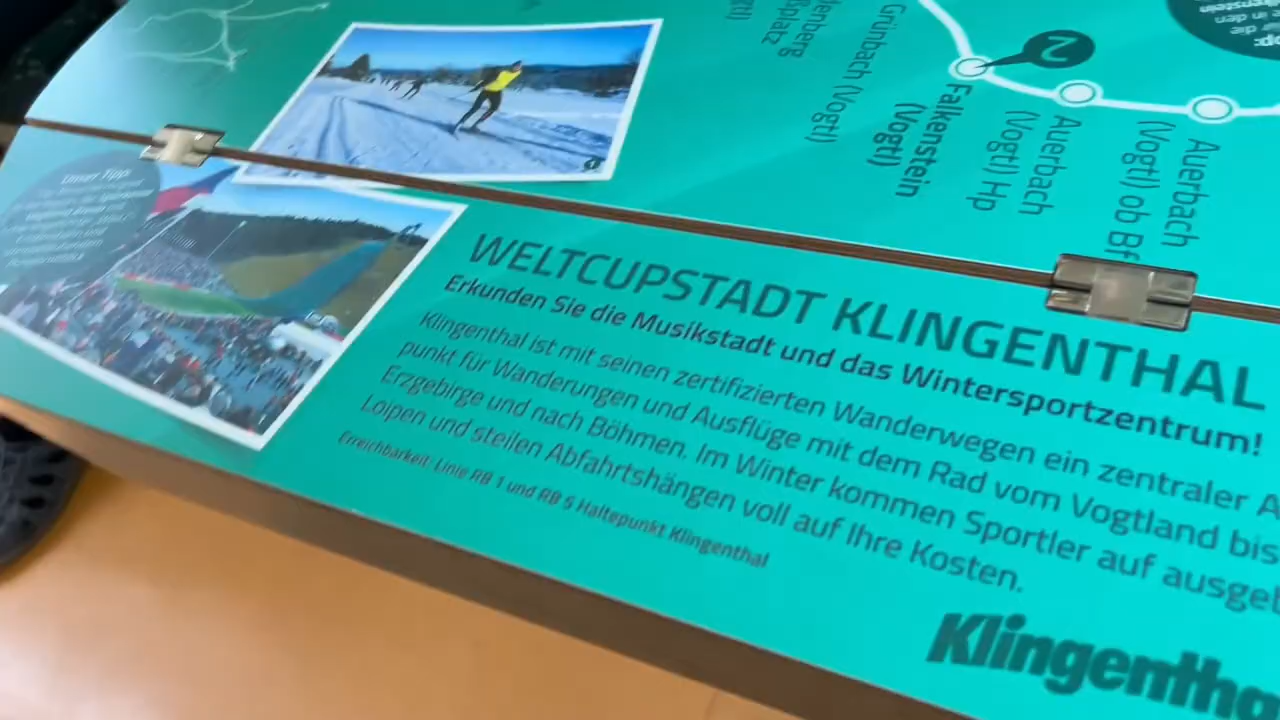 WELTCUPSTADT KLINGENTHAL
Erkunden Sie die Musikstadt und das Wintersportzentrum!
Klingenthal ist mit seinen zertifizierten Wanderwegen ein zentraler A
punkt für Wanderungen und Ausflüge mit dem Rad vom Vogtland bis
Erzgebirge und nach Böhmen. Im Winter kommen Sportler auf ausge
Loipen und steilen Abfahrtshängen voll auf Ihre Kosten.
Erreichbarkeit: Linie RB 1 und RB 5 Haltepunkt Klingenthal
Klingentha
Unser Tipp:
Grünbach (Vogtl)
2
Falkenstein
(Vogtl)
Auerbach
(Vogtl) Hp
Auerbach
(Vogtl) ob Bf